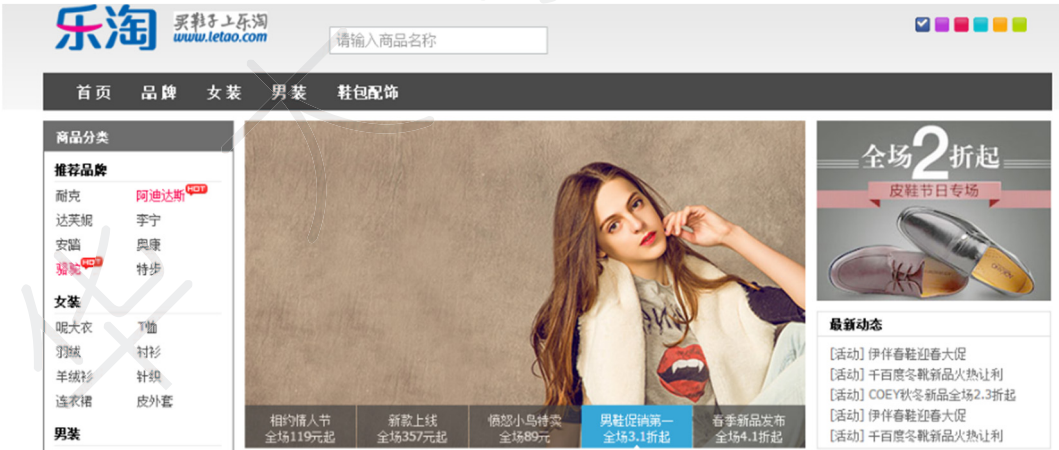 乐淘
买鞋子上乐淘
www.letao.com
请输入商品名称
首页 品牌 女装 男装 鞋包配饰
商品分类
推荐品牌
耐克 阿迪达斯 HOT
达芙妮 李宁
安踏 奥康
骆驼 HOT 特步
女装
呢大衣 T恤
羽绒 衬衫
羊绒衫 针织
连衣裙 皮外套
男装
相约情人节
全场119元起
新款上线
全场357元起
愤怒小鸟特卖
全场89元
男鞋促销第一
全场3.1折起
春季新品发布
全场4.1折起
全场2折起
皮鞋节日专场
最新动态
[活动] 伊伴春鞋迎春大促
[活动] 千百度冬靴新品火热让利
[活动] COEY秋冬新品全场2.3折起
[活动] 伊伴春鞋迎春大促
[活动] 千百度冬靴新品火热让利